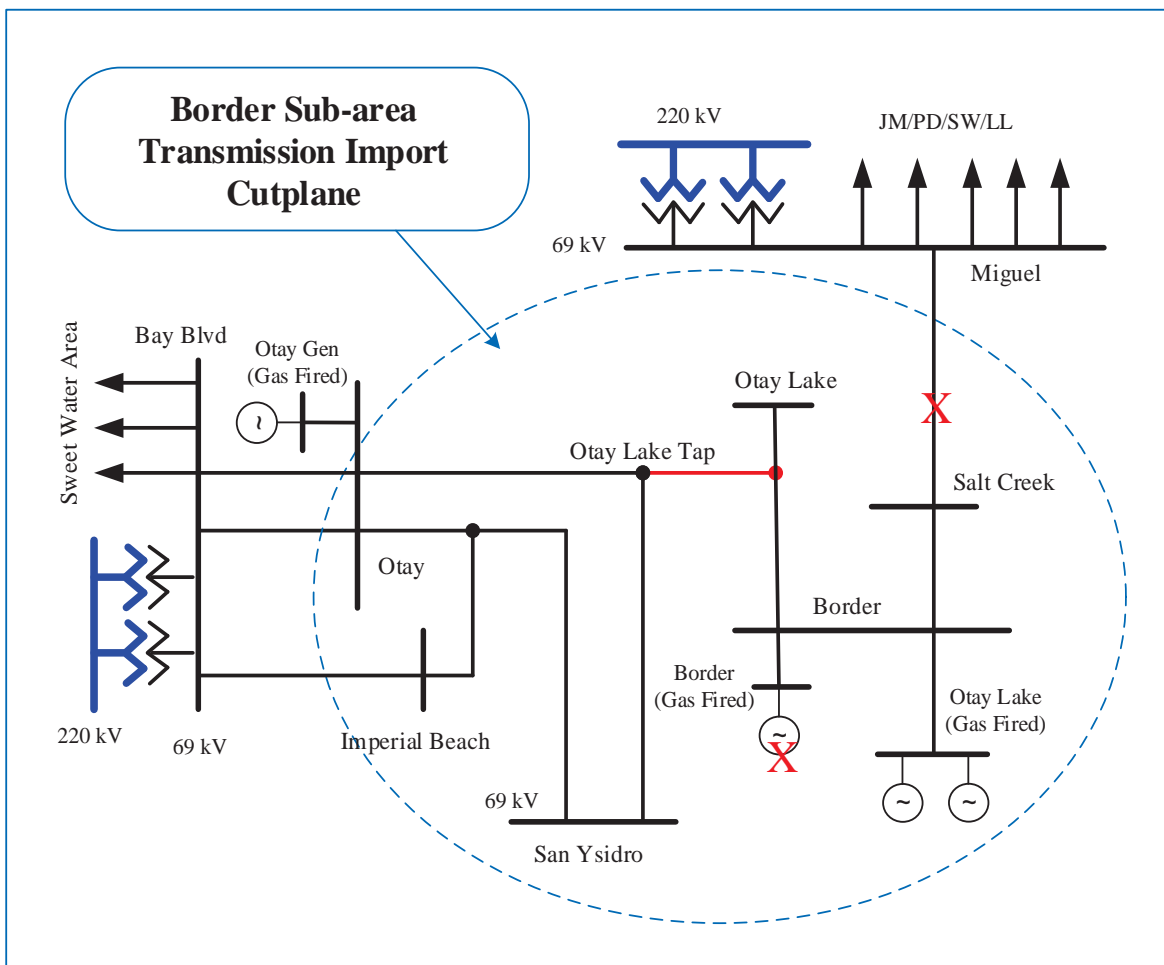 Border Sub-area
Transmission Import
Cutplane
220 kV
JM/PD/SW/LL
69 kV
Miguel
Sweet Water Area
Bay Blvd
Otay Gen
(Gas Fired)
Otay Lake
X
Otay Lake Tap
~
Salt Creek
Otay
Border
Border
(Gas Fired)
~
X
Otay Lake
(Gas Fired)
~
~
Imperial Beach
220 kV
69 kV
69 kV
San Ysidro